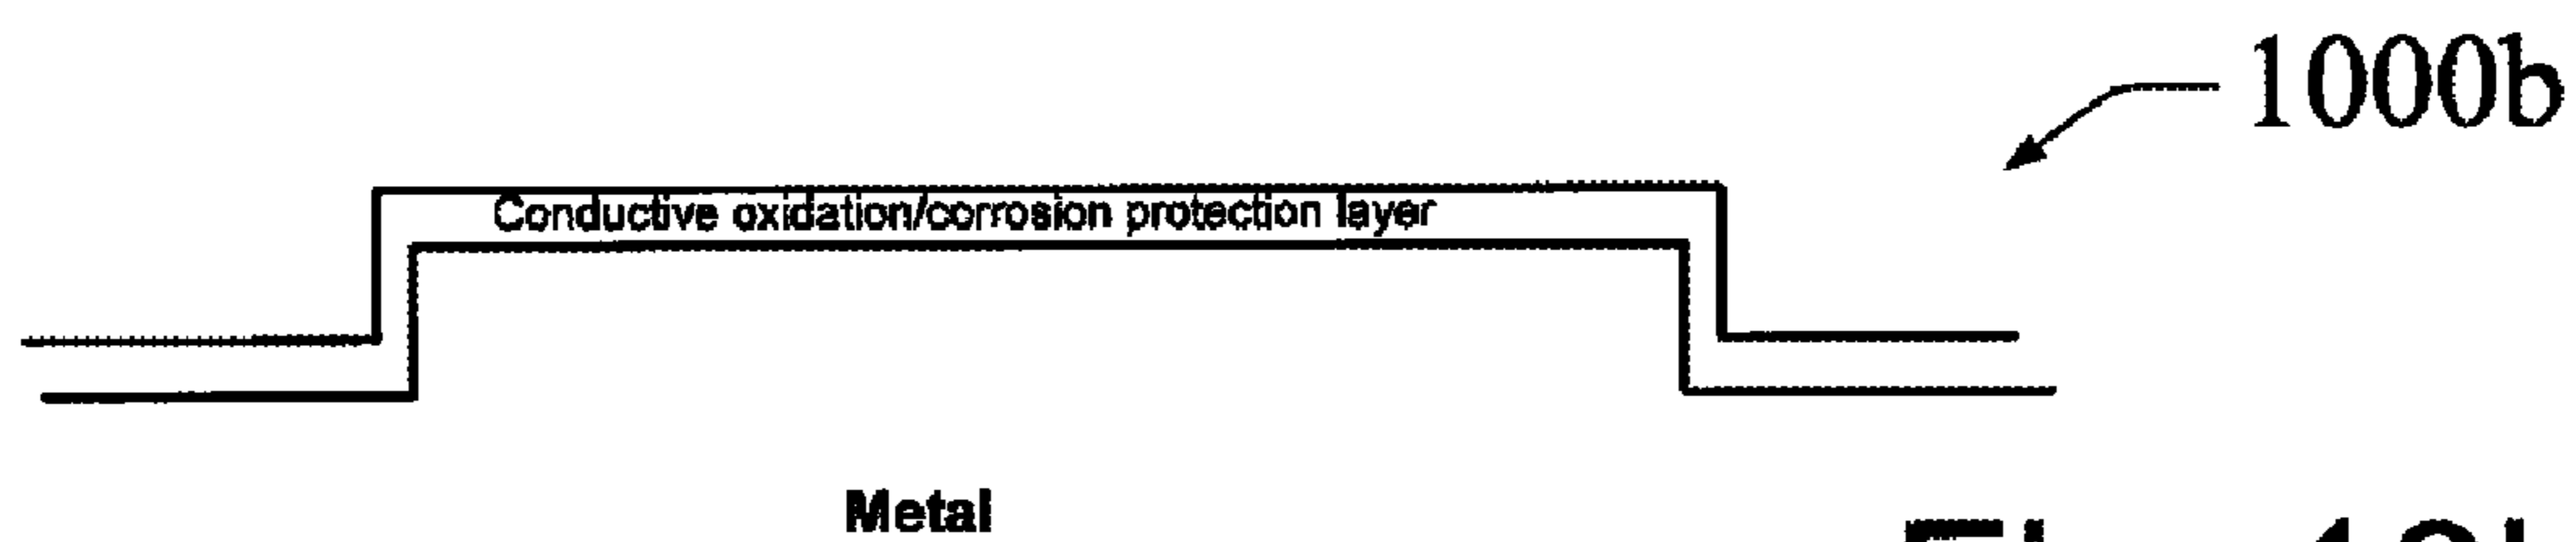 1000b
Conductive oxidation/corrosion protection layer
Metal